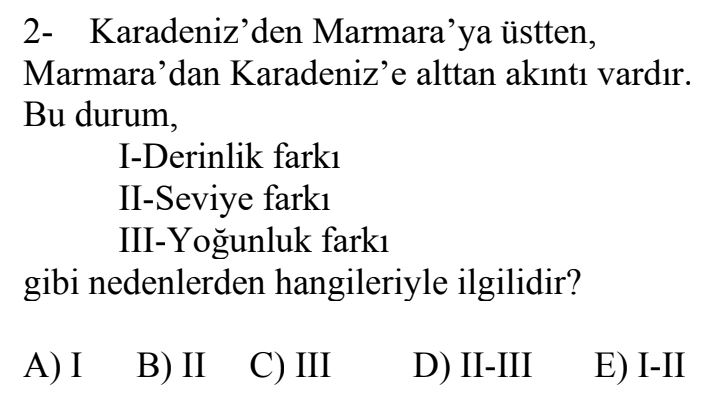 2- Karadeniz’den Marmara’ya üstten,
Marmara’dan Karadeniz’e alttan akıntı vardır.
Bu durum,
I-Derinlik farkı
II-Seviye farkı
III-Yoğunluk farkı
gibi nedenlerden hangileriyle ilgilidir?
A) I B) II C) III D) II-III E) I-II